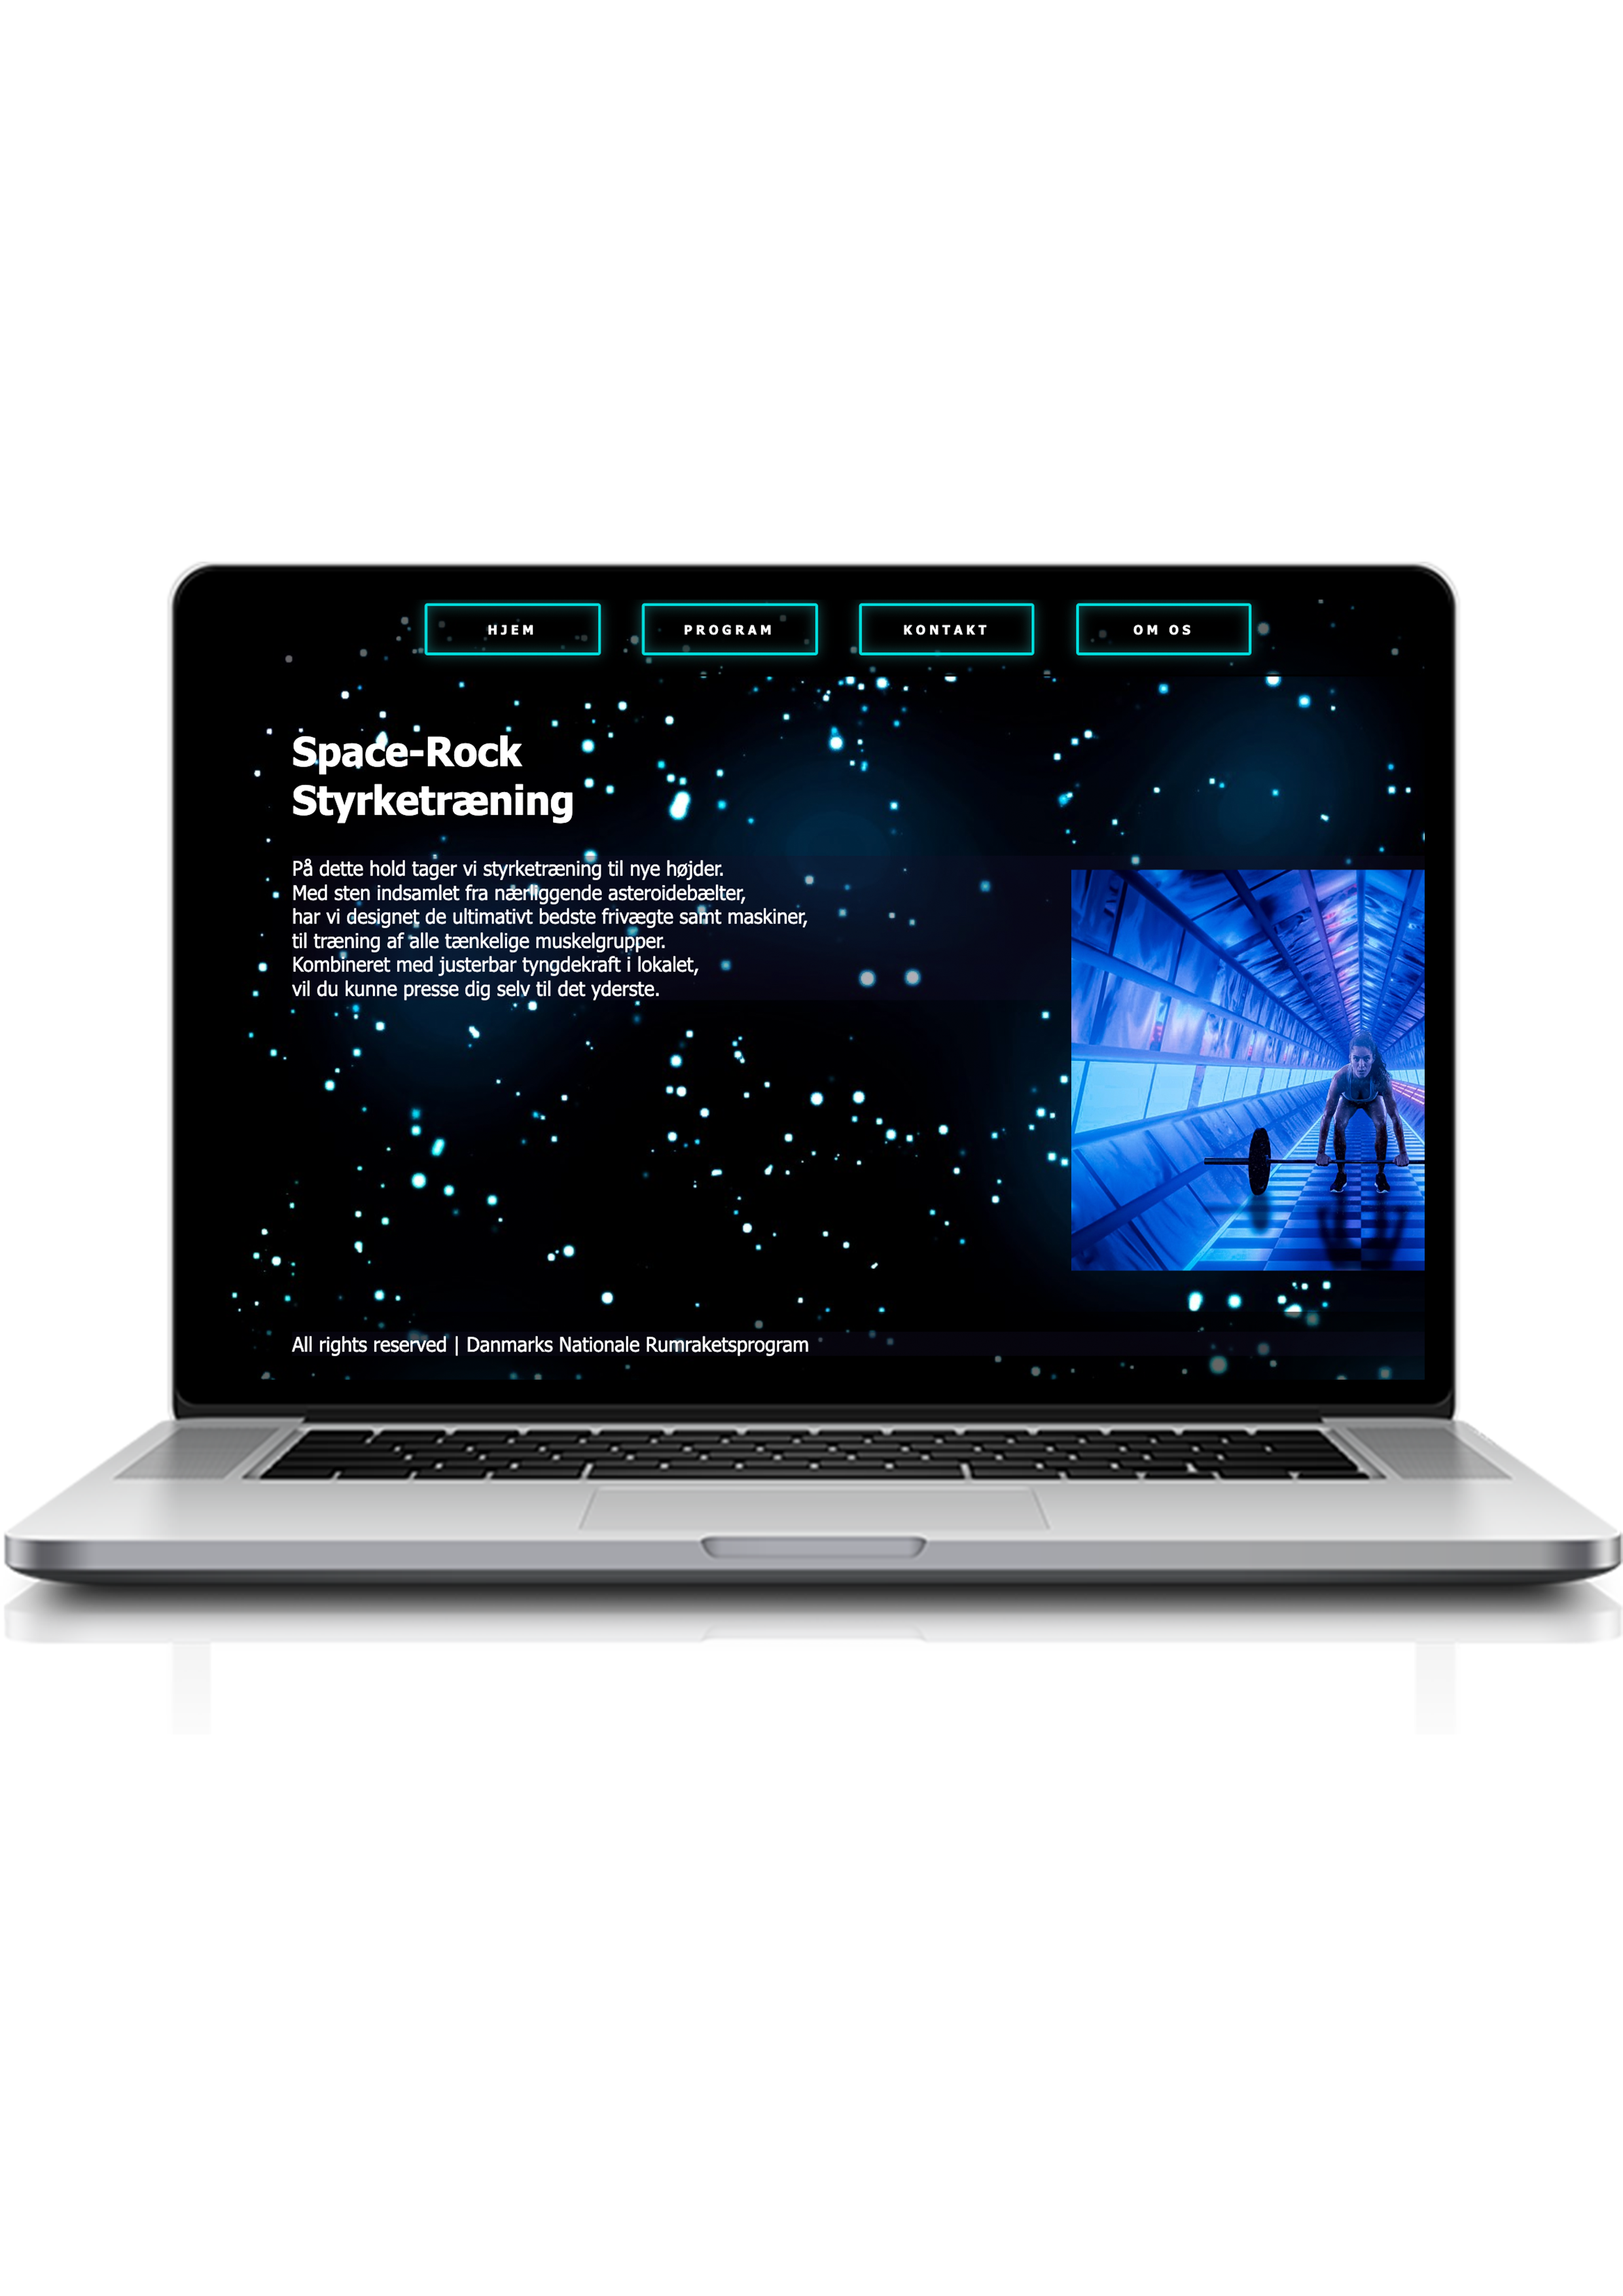 HJEM PROGRAM KONTAKT OM OS
Space-Rock
Styrketræning
På dette hold tager vi styrketræning til nye højder.
Med sten indsamlet fra nærliggende asteroidebælter,
har vi designet de ultimativt bedste frivægte samt maskiner,
til træning af alle tænkelige muskelgrupper.
Kombineret med justerbar tyngdekraft i lokalet,
vil du kunne presse dig selv til det yderste.
All rights reserved | Danmarks Nationale Rumraketsprogram